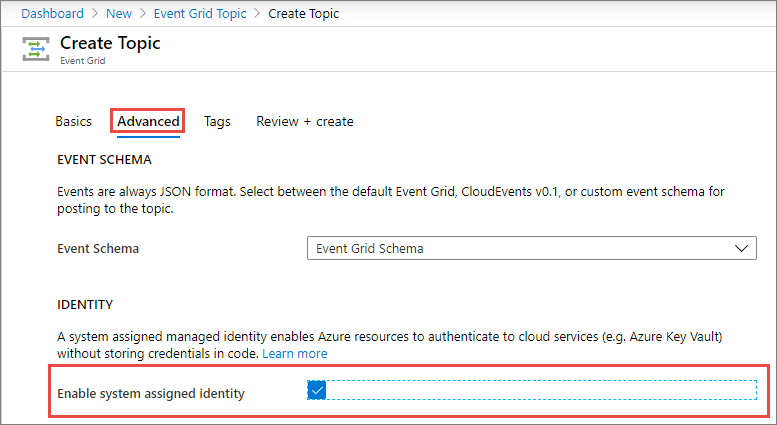 Dashboard > New > Event Grid Topic > Create Topic
Create Topic
Event Grid
Basics Advanced Tags Review + create
EVENT SCHEMA
Events are always JSON format. Select between the default Event Grid, CloudEvents v0.1, or custom event schema for
posting to the topic.
Event Schema Event Grid Schema
IDENTITY
A system assigned managed identity enables Azure resources to authenticate to cloud services (e.g. Azure Key Vault)
without storing credentials in code. Learn more
Enable system assigned identity